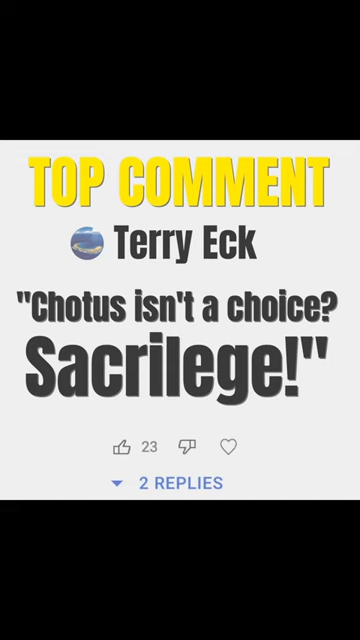 TOP COMMENT
Terry Eck
"Chotus isn't a choice?
Sacrilege!"
23
2 REPLIES